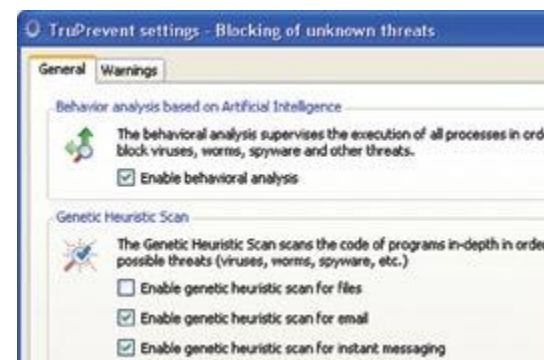 TruPrevent settings - Blocking of unknown threats
General Warnings
Behavior analysis based on Artificial Intelligence
The behavioral analysis supervises the execution of all processes in ord
block viruses, worms, spyware and other threats.
Enable behavioral analysis
Genetic Heuristic Scan
The Genetic Heuristic Scan scans the code of programs in-depth in order
possible threats (viruses, worms, spyware, etc.)
Enable genetic heuristic scan for files
Enable genetic heuristic scan for email
Enable genetic heuristic scan for instant messaging